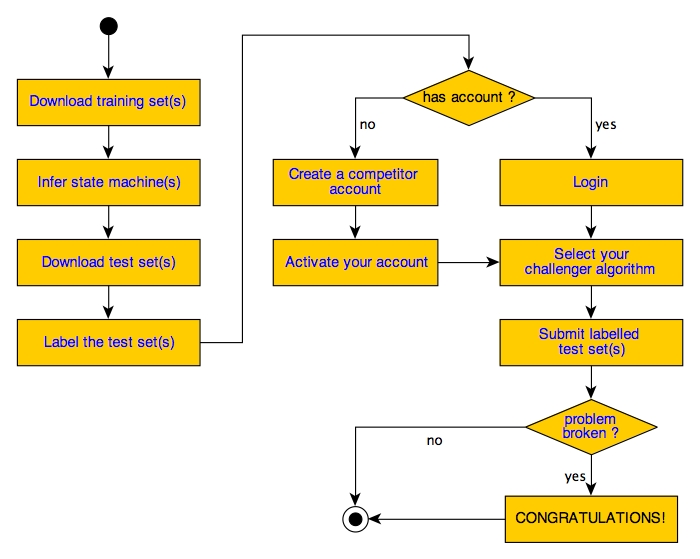 Download training set(s)
Infer state machine(s)
Download test set(s)
Label the test set(s)
has account ?
no
yes
Create a competitor
account
Login
Activate your account
Select your
challenger algorithm
Submit labelled
test set(s)
problem
broken ?
no
yes
CONGRATULATIONS!